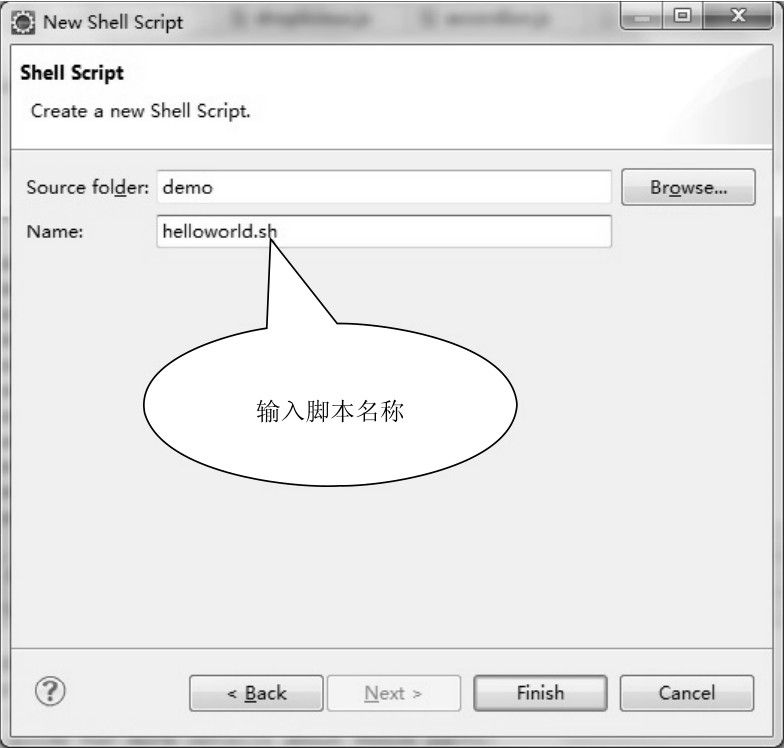 New Shell Script
Shell Script
Create a new Shell Script.
Source folder: demo Browse...
Name: helloworld.sh
输入脚本名称
? < Back Next > Finish Cancel